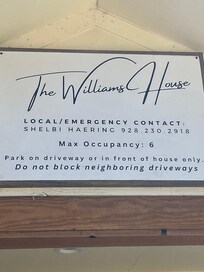 The Williams House
LOCAL/EMERGENCY CONTACT:
SHELBI HAERING 928.230.2918
Max Occupancy: 6
Park on driveway or in front of house only.
Do not block neighboring driveways